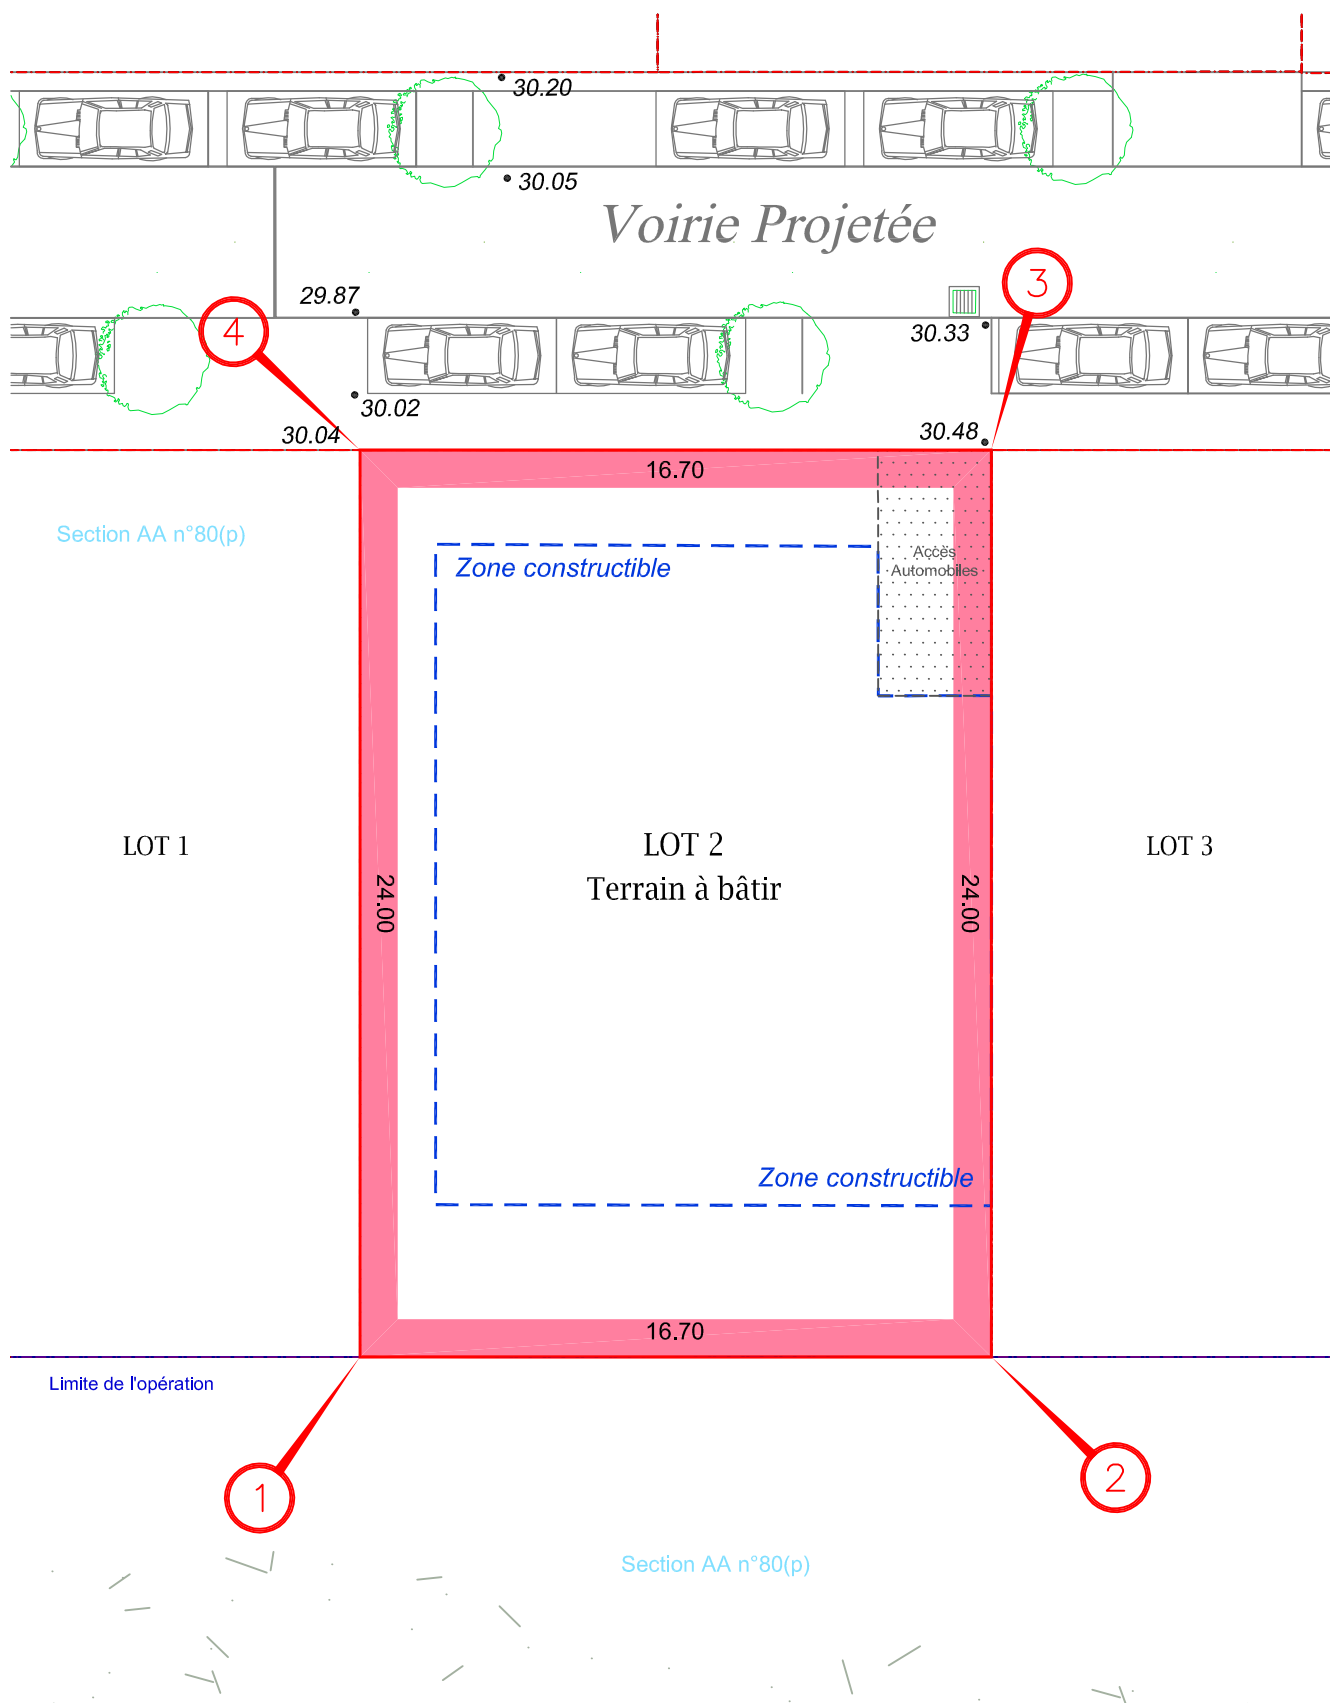 30.20
30.05
Voirie Projetée
3
29.87
4
30.33
30.02
30.04
30.48
16.70
Section AA n°80(p)
Accès
Automobiles
Zone constructible
LOT 1
LOT 2
Terrain à bâtir
LOT 3
24.00
24.00
Zone constructible
16.70
Limite de l'opération
1
2
Section AA n°80(p)